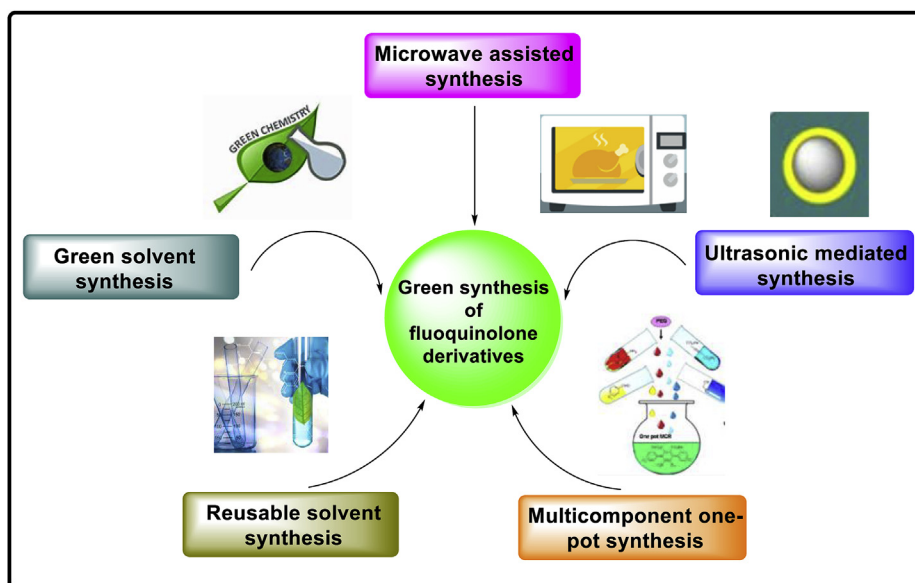 Microwave assisted
synthesis
GREEN CHEMISTRY
Green solvent
synthesis
Ultrasonic mediated
synthesis
Green synthesis
of
fluoquinolone
derivatives
PEG
One pot MCR
Reusable solvent
synthesis
Multicomponent one-
pot synthesis